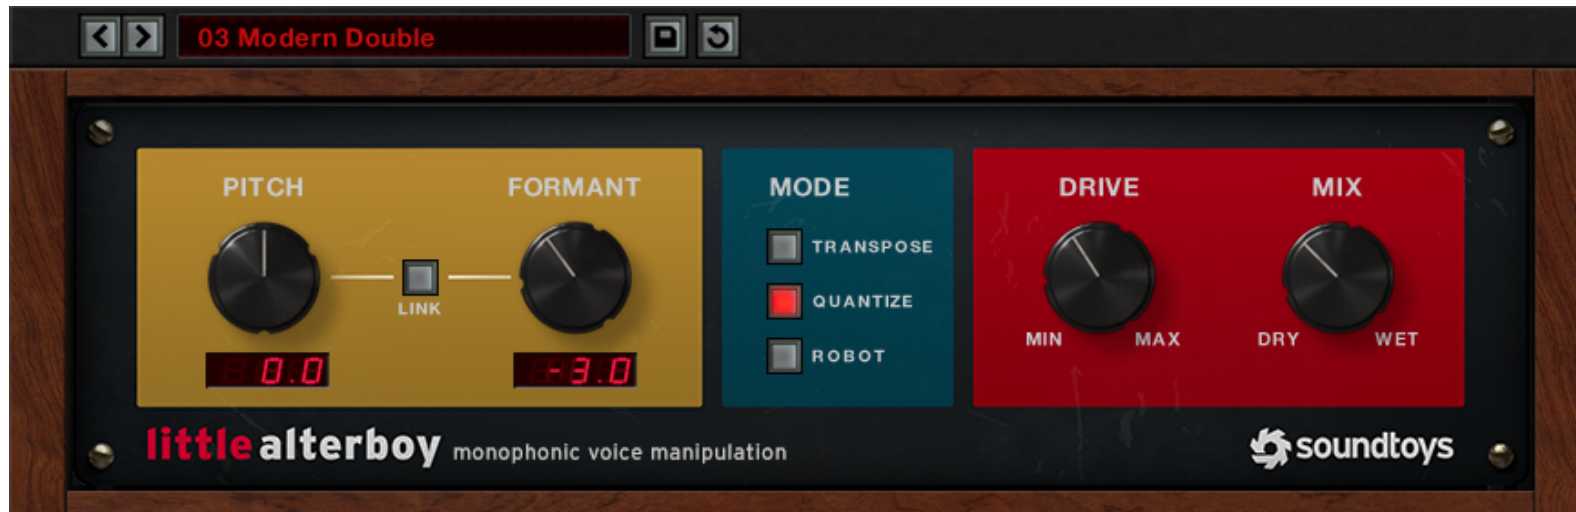 03 Modern Double
PITCH
FORMANT
LINK
0.0
-3.0
MODE
TRANSPOSE
QUANTIZE
ROBOT
DRIVE
MIX
MIN
MAX
DRY
WET
littlealterboy monophonic voice manipulation
soundtoys